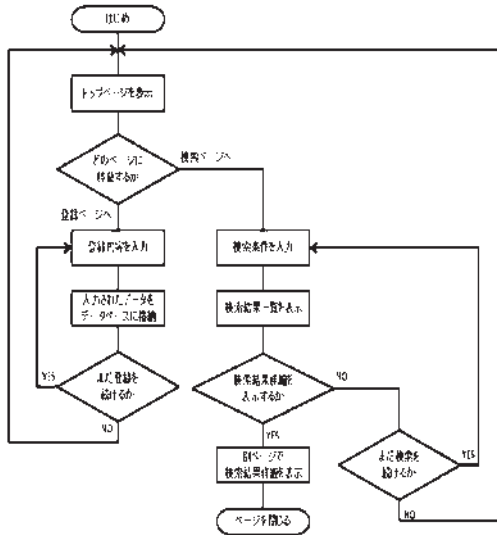 はじめ
トップページを表示
どのページに
移動するか
検索ページへ
登録ページへ
登録内容を入力
検索条件を入力
入力されたデータを
データベースに格納
検索結果一覧を表示
まだ登録を
続けるか
YES
NO
検索結果詳細を
表示するか
NO
YES
別ページで
検索結果詳細を表示
まだ検索を
続けるか
YES
NO
ページを閉じる